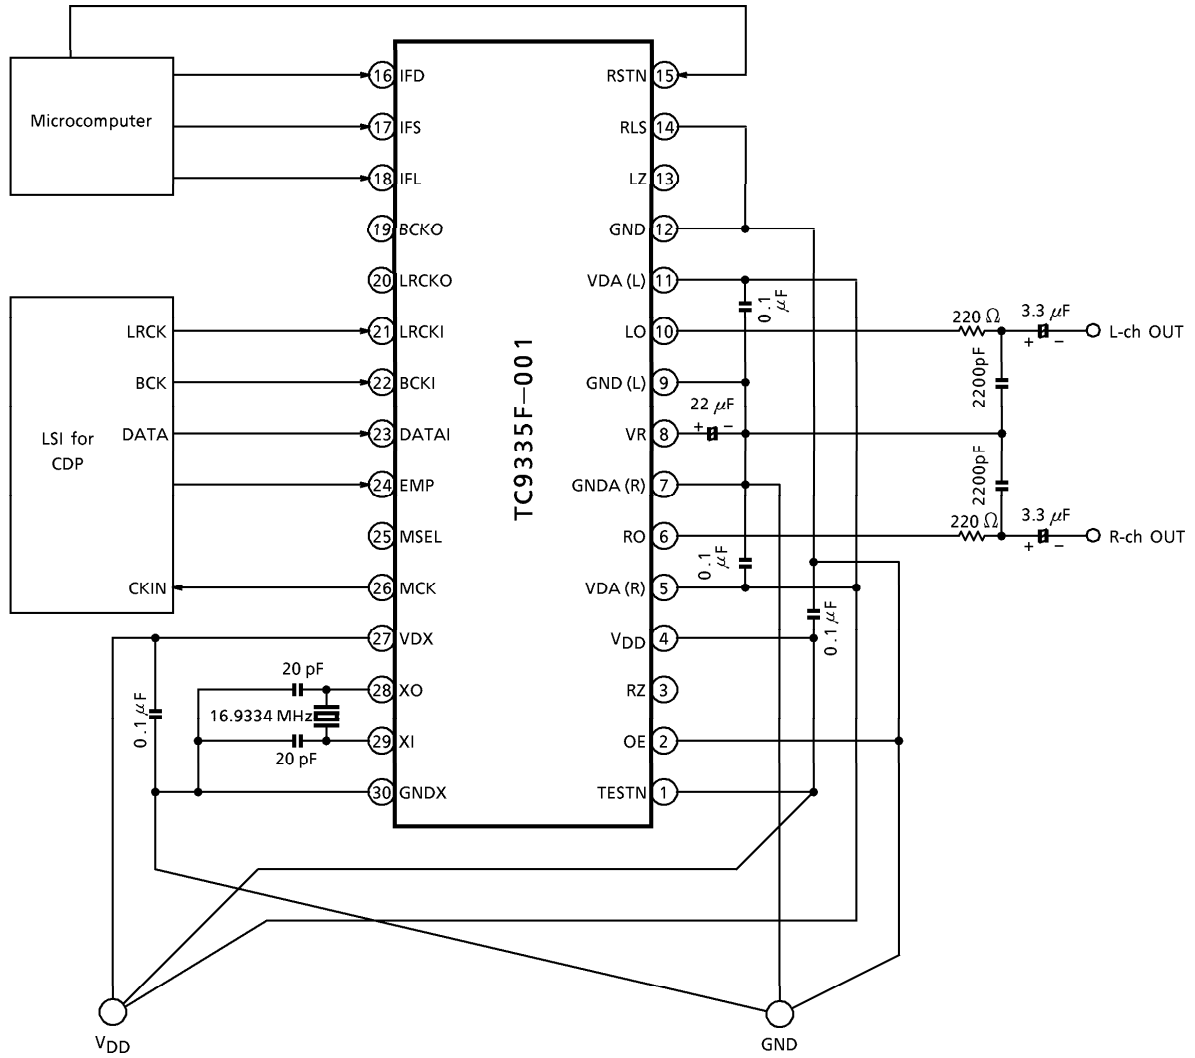 Microcomputer
16 IFD
17 IFS
18 IFL
19 BCKO
20 LRCKO
21 LRCKI
22 BCKI
23 DATAI
24 EMP
25 MSEL
26 MCK
27 VDX
28 XO
29 XI
30 GNDX
LRCK
BCK
DATA
LSI for
CDP
CKIN
TC9335F-001
RSTN 15
RLS 14
LZ 13
GND 12
VDA (L) 11
LO 10
GND (L) 9
VR 8
GNDA (R) 7
RO 6
VDA (R) 5
VDD 4
RZ 3
OE 2
TESTN 1
0.1 μF
22 μF
+ −
0.1 μF
0.1 μF
220 Ω
3.3 μF
+ −
L-ch OUT
2200pF
2200pF
220 Ω
3.3 μF
+ −
R-ch OUT
0.1 μF
20 pF
16.9334 MHz
20 pF
VDD
GND